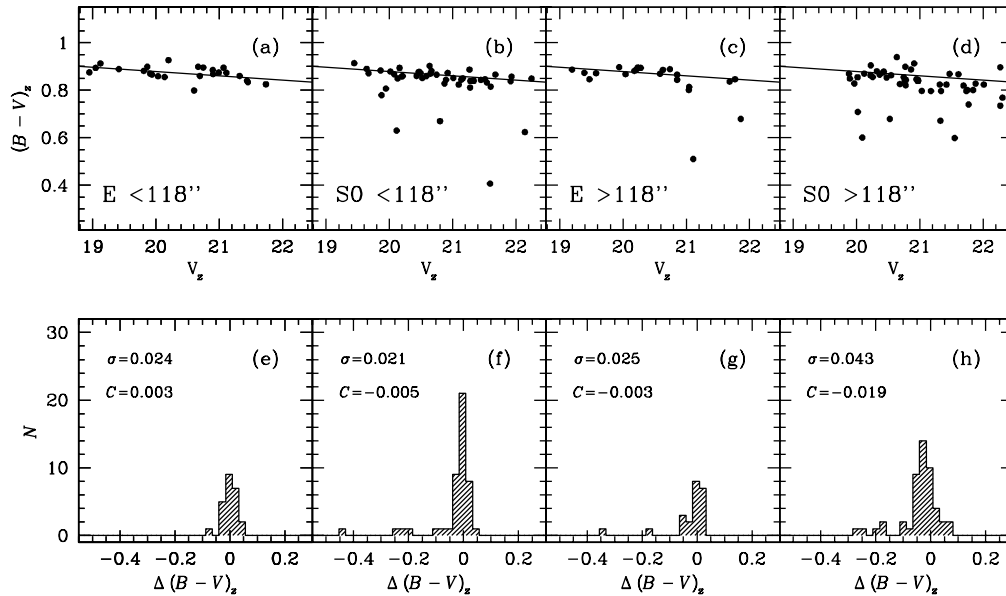 1
0.8
0.6
0.4
(B − V)z
(a) (b) (c) (d)
E <118'' S0 <118'' E >118'' S0 >118''
19 20 21 22 19 20 21 22 19 20 21 22 19 20 21 22
Vz Vz Vz Vz
30
20
10
0
N
(e) (f) (g) (h)
σ=0.024 σ=0.021 σ=0.025 σ=0.043
C=0.003 C=−0.005 C=−0.003 C=−0.019
−0.4 −0.2 0 0.2 −0.4 −0.2 0 0.2 −0.4 −0.2 0 0.2 −0.4 −0.2 0 0.2
Δ (B − V)z Δ (B − V)z Δ (B − V)z Δ (B − V)z